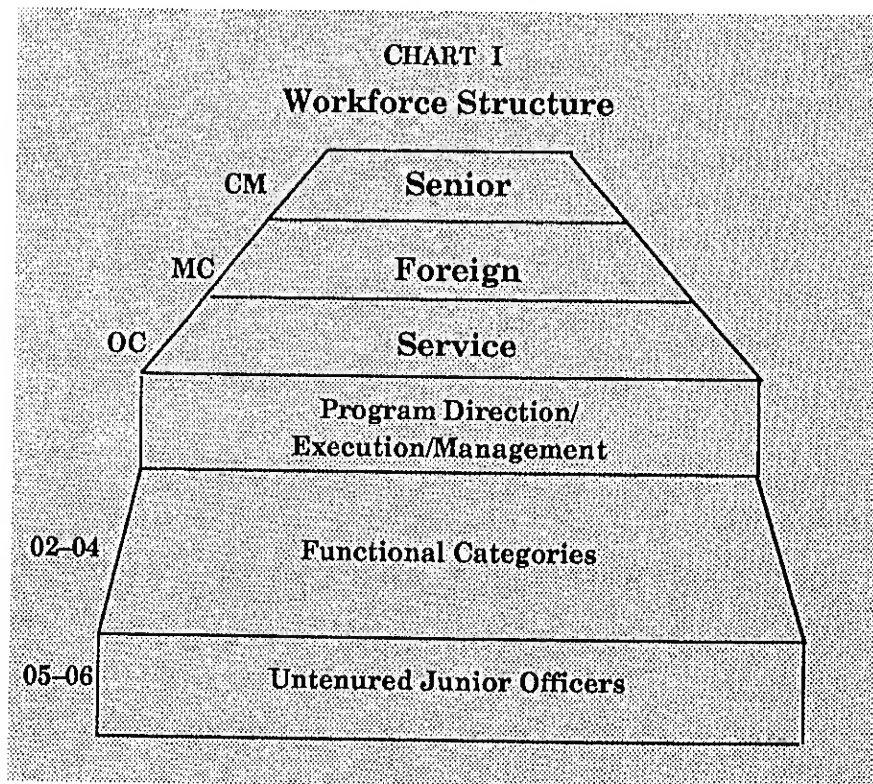 CHART I
Workforce Structure
CM Senior
MC Foreign
OC Service
Program Direction/
Execution/Management
02–04 Functional Categories
05–06 Untenured Junior Officers